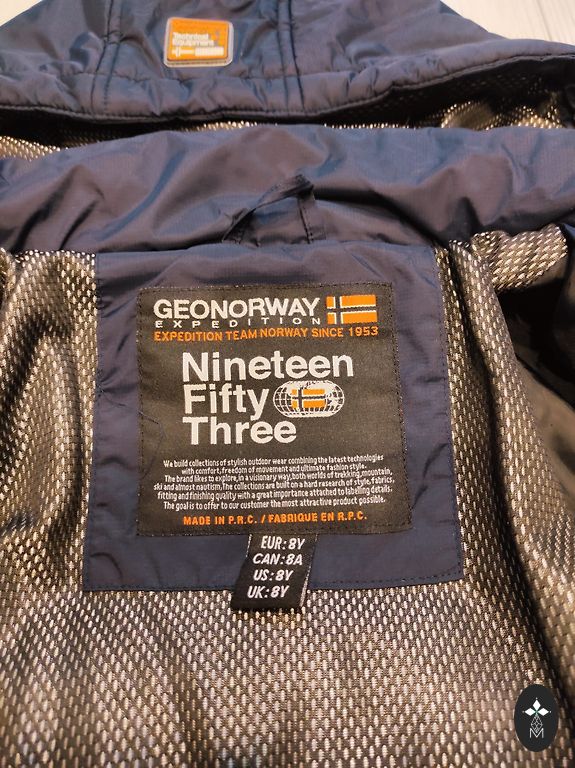 Technical
Equipment
GEONORWAY
EXPEDITION
EXPEDITION TEAM NORWAY SINCE 1953
Nineteen
Fifty
Three
We build collections of stylish outdoor wear combining the latest technologies
with comfort, freedom of movement and ultimate fashion style.
The brand likes to explore, in a visionary way, both worlds of trekking, mountain,
ski and almost nautism. The collections are built on a hard research of style, fabrics,
fitting and finishing quality with a great importance attached to labeling details.
The goal is to offer to our customer the most attractive product possible.
MADE IN P.R.C. / FABRIQUE EN R.P.C.
EUR: 8Y
CAN: 8A
US: 8Y
UK: 8Y
M